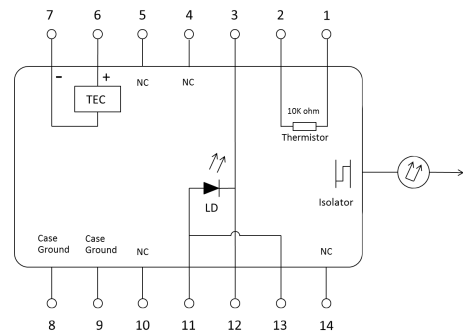 7 6 5 4 3 2 1
- + NC NC
TEC
10K ohm
Thermistor
LD
Isolator
Case
Ground
Case
Ground
NC
NC
8 9 10 11 12 13 14